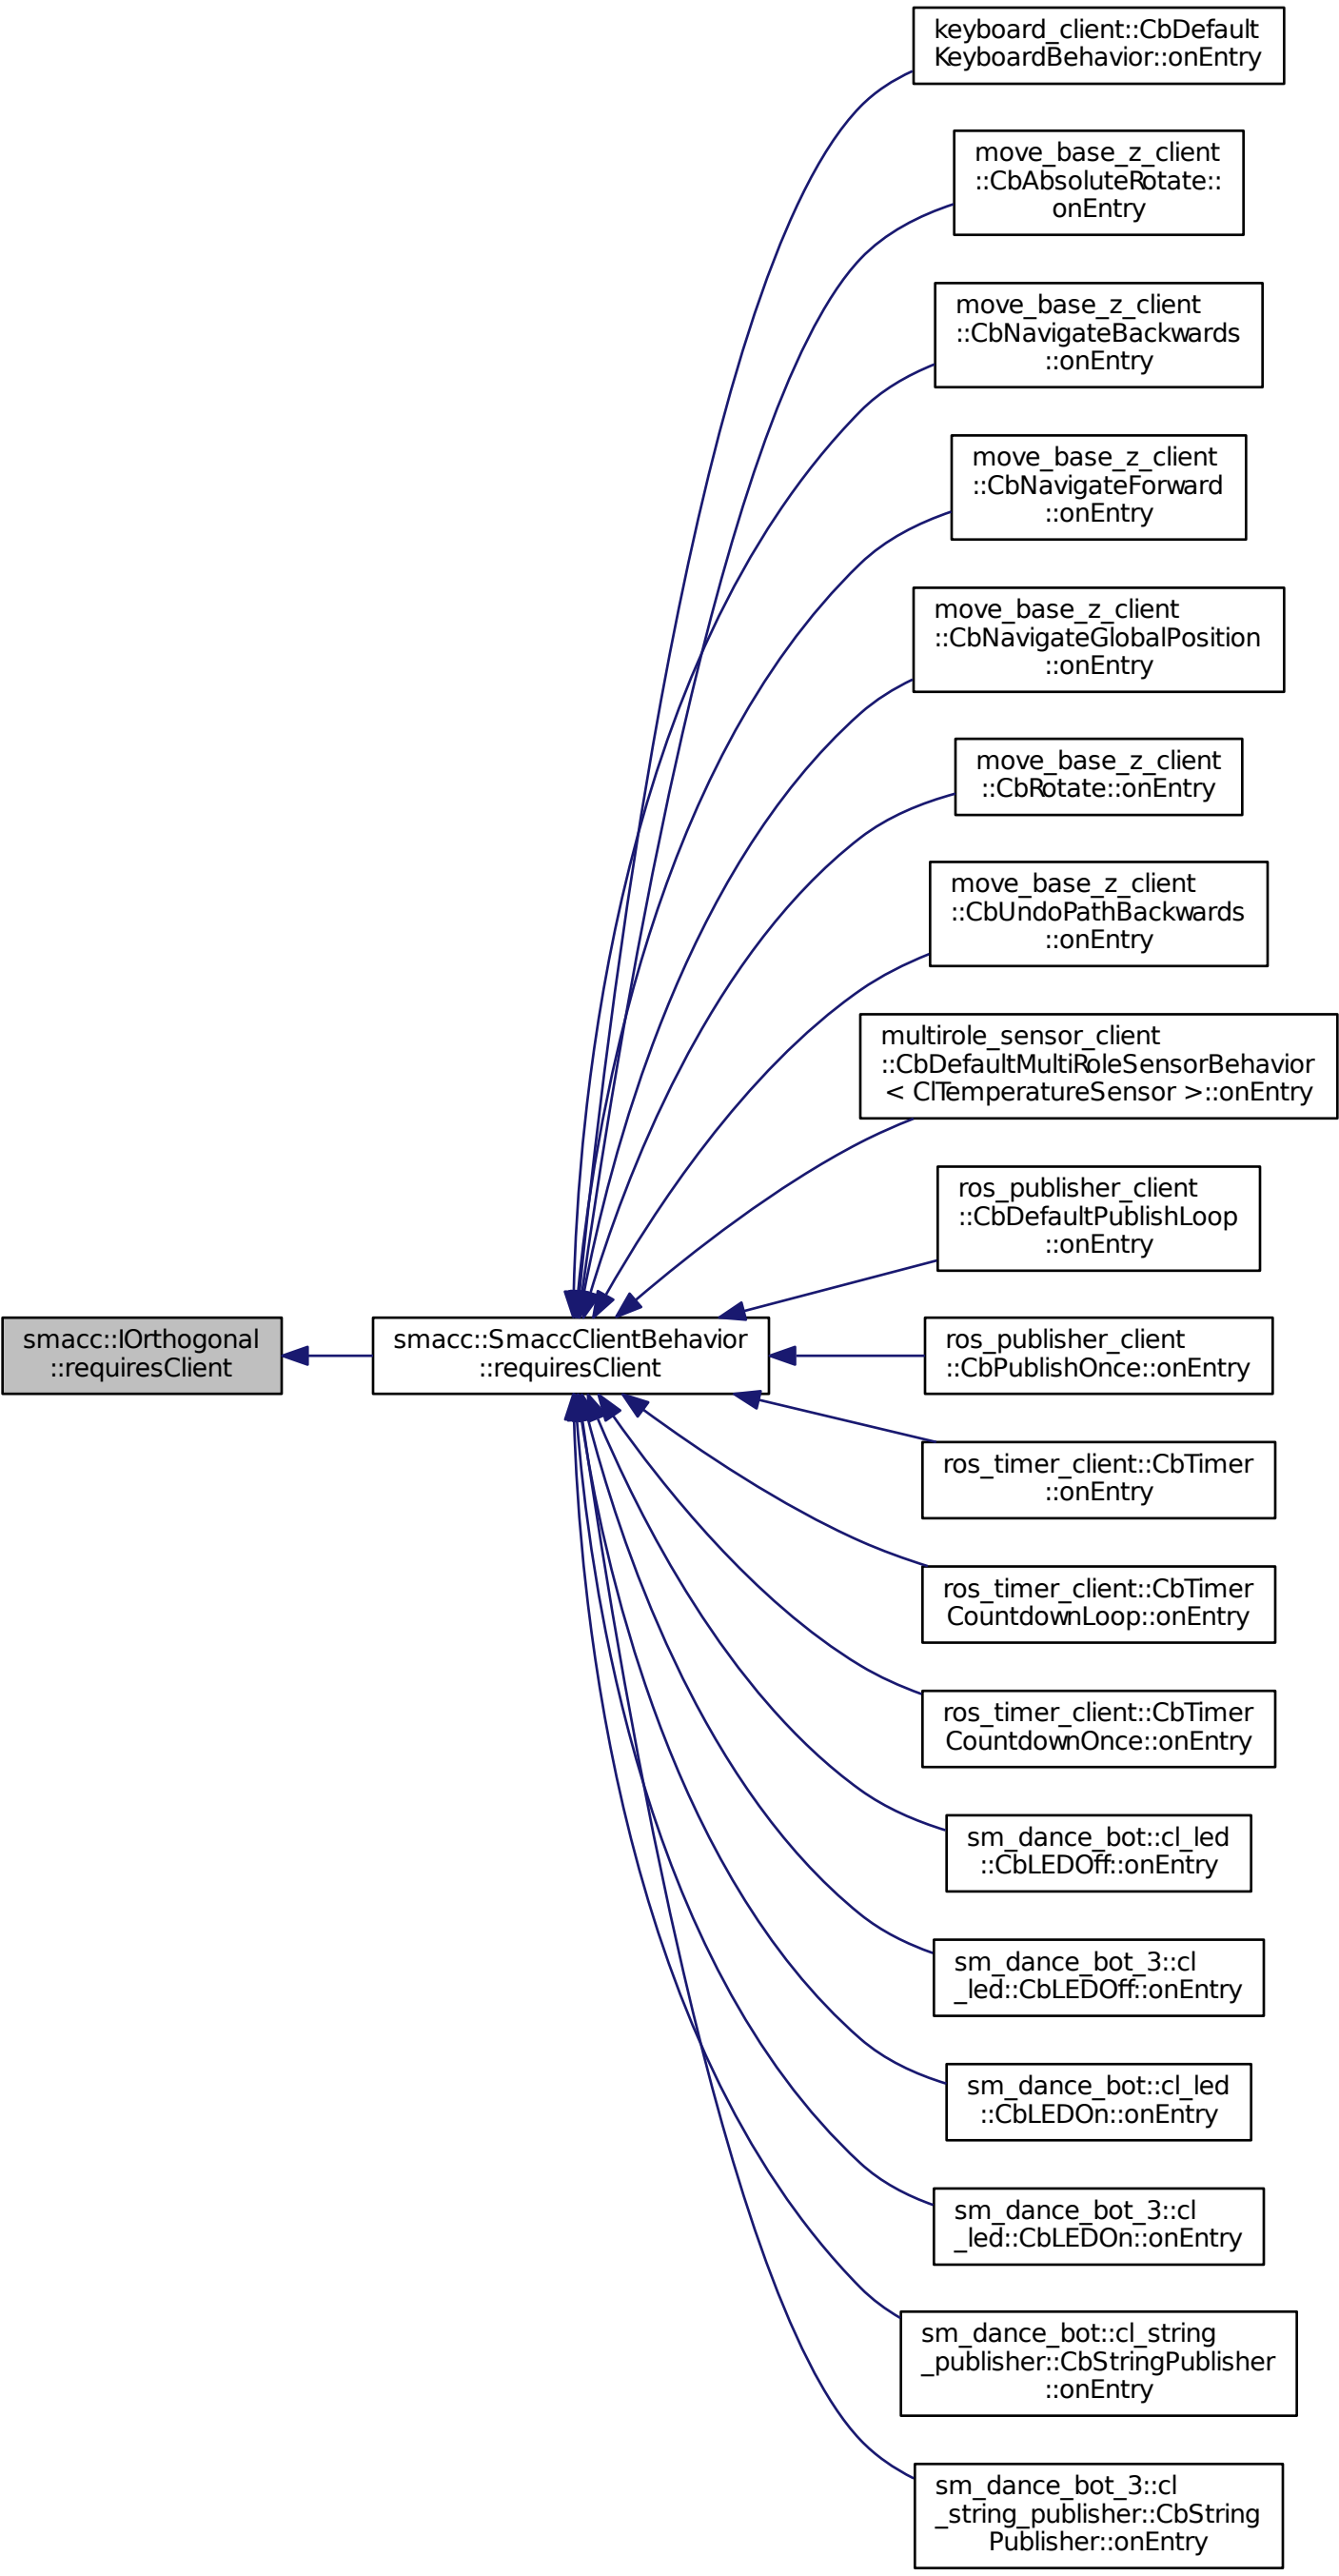 keyboard_client::CbDefault
KeyboardBehavior::onEntry
move_base_z_client
::CbAbsoluteRotate::
onEntry
move_base_z_client
::CbNavigateBackwards
::onEntry
move_base_z_client
::CbNavigateForward
::onEntry
move_base_z_client
::CbNavigateGlobalPosition
::onEntry
move_base_z_client
::CbRotate::onEntry
move_base_z_client
::CbUndoPathBackwards
::onEntry
multirole_sensor_client
::CbDefaultMultiRoleSensorBehavior
< ClTemperatureSensor >::onEntry
ros_publisher_client
::CbDefaultPublishLoop
::onEntry
smacc::IOrthogonal
::requiresClient
smacc::SmaccClientBehavior
::requiresClient
ros_publisher_client
::CbPublishOnce::onEntry
ros_timer_client::CbTimer
::onEntry
ros_timer_client::CbTimer
CountdownLoop::onEntry
ros_timer_client::CbTimer
CountdownOnce::onEntry
sm_dance_bot::cl_led
::CbLEDOff::onEntry
sm_dance_bot_3::cl
_led::CbLEDOff::onEntry
sm_dance_bot::cl_led
::CbLEDOn::onEntry
sm_dance_bot_3::cl
_led::CbLEDOn::onEntry
sm_dance_bot::cl_string
_publisher::CbStringPublisher
::onEntry
sm_dance_bot_3::cl
_string_publisher::CbString
Publisher::onEntry